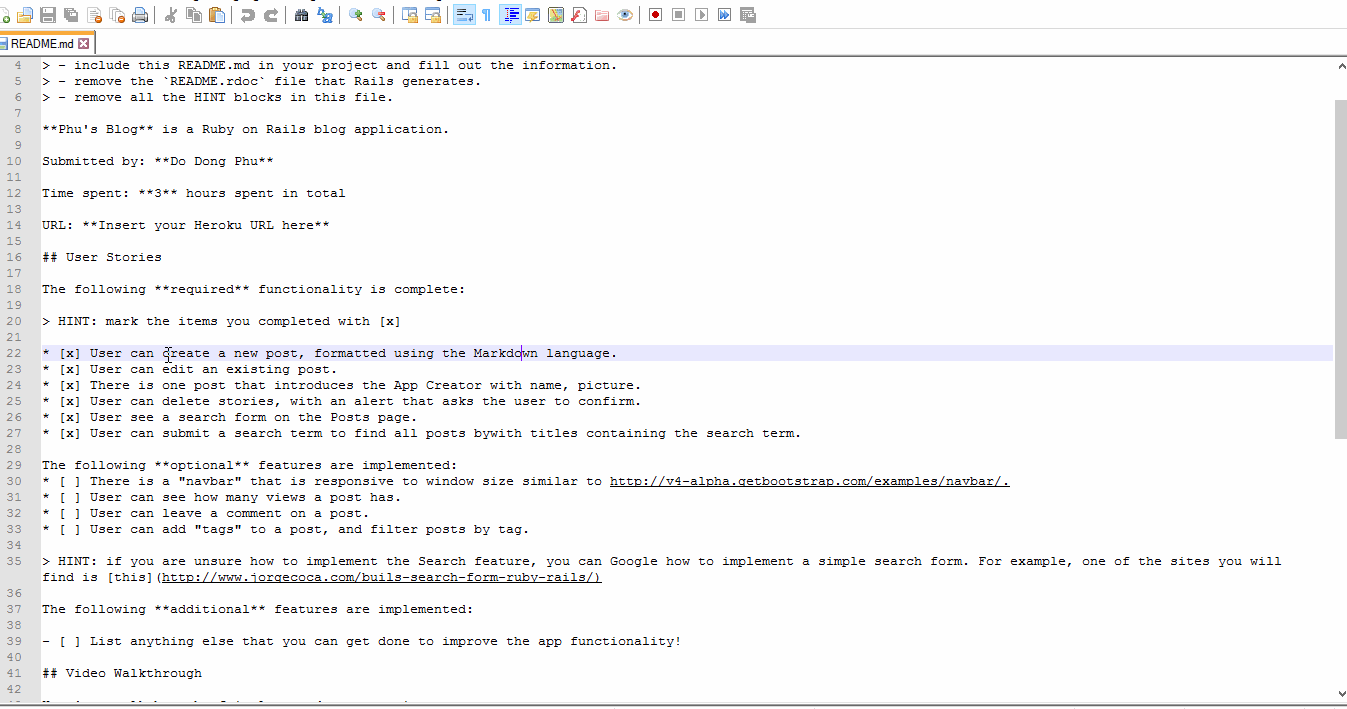 README.md
4 > - include this README.md in your project and fill out the information.
5 > - remove the `README.rdoc` file that Rails generates.
6 > - remove all the HINT blocks in this file.
7
8 **Phu's Blog** is a Ruby on Rails blog application.
9
10 Submitted by: **Do Dong Phu**
11
12 Time spent: **3** hours spent in total
13
14 URL: **Insert your Heroku URL here**
15
16 ## User Stories
17
18 The following **required** functionality is complete:
19
20 > HINT: mark the items you completed with [x]
21
22 * [x] User can create a new post, formatted using the Markdown language.
23 * [x] User can edit an existing post.
24 * [x] There is one post that introduces the App Creator with name, picture.
25 * [x] User can delete stories, with an alert that asks the user to confirm.
26 * [x] User see a search form on the Posts page.
27 * [x] User can submit a search term to find all posts bywith titles containing the search term.
28
29 The following **optional** features are implemented:
30 * [ ] There is a "navbar" that is responsive to window size similar to http://v4-alpha.getbootstrap.com/examples/navbar/.
31 * [ ] User can see how many views a post has.
32 * [ ] User can leave a comment on a post.
33 * [ ] User can add "tags" to a post, and filter posts by tag.
34
35 > HINT: if you are unsure how to implement the Search feature, you can Google how to implement a simple search form. For example, one of the sites you will
find is [this](http://www.jorgecoca.com/buils-search-form-ruby-rails/)
36
37 The following **additional** features are implemented:
38
39 - [ ] List anything else that you can get done to improve the app functionality!
40
41 ## Video Walkthrough
42